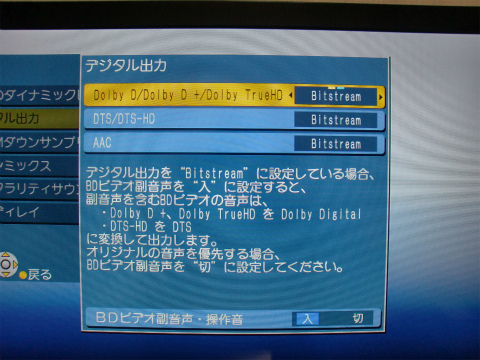 デジタル出力
Dolby D/Dolby D +/Dolby TrueHD
Bitstream
DTS/DTS-HD
Bitstream
AAC
Bitstream
デジタル出力を“Bitstream”に設定している場合、
BDビデオ副音声を“入”に設定すると、
副音声を含むBDビデオの音声は、
・Dolby D +、Dolby TrueHD を Dolby Digital
・DTS-HD を DTS
に変換して出力します。
オリジナルの音声を優先する場合、
BDビデオ副音声を“切”に設定してください。
BDビデオ副音声・操作音
入
切
ダイナミック
ル出力
Mダウンサンプ
ンミックス
ラリティサウ
ディレイ
戻る